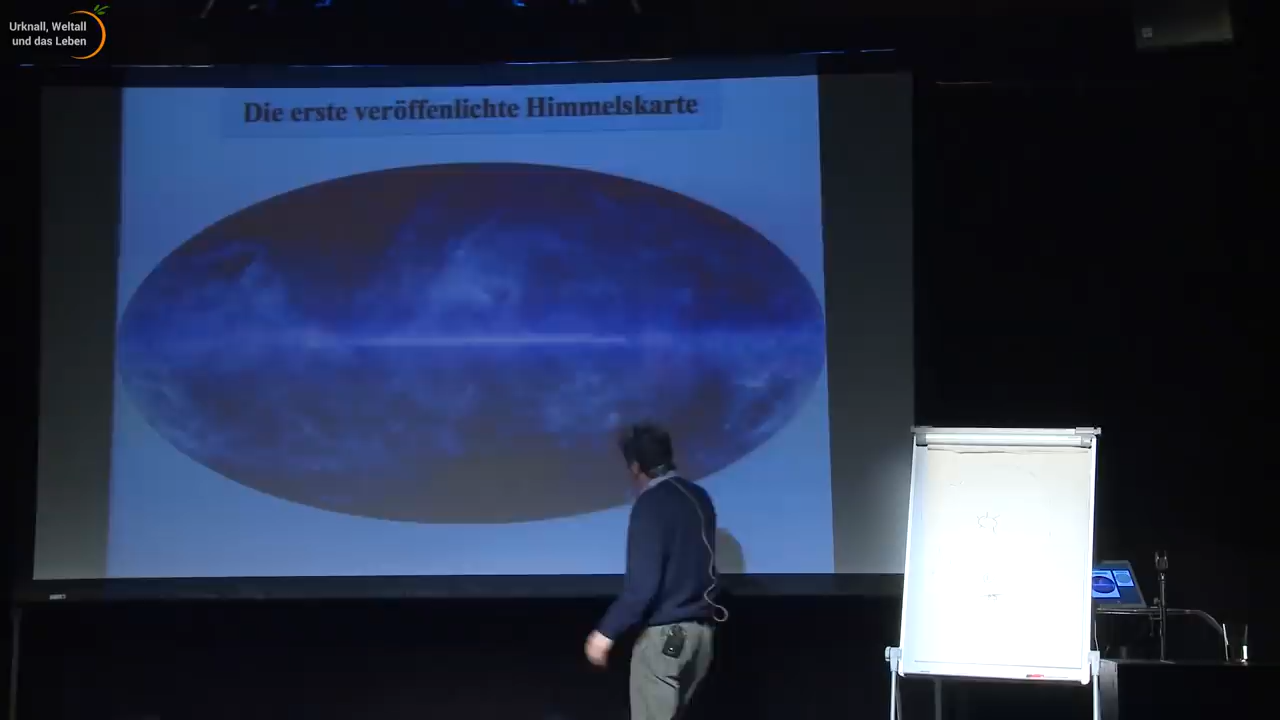 Urknall, Weltall
und das Leben
Die erste veröffenlichte Himmelskarte